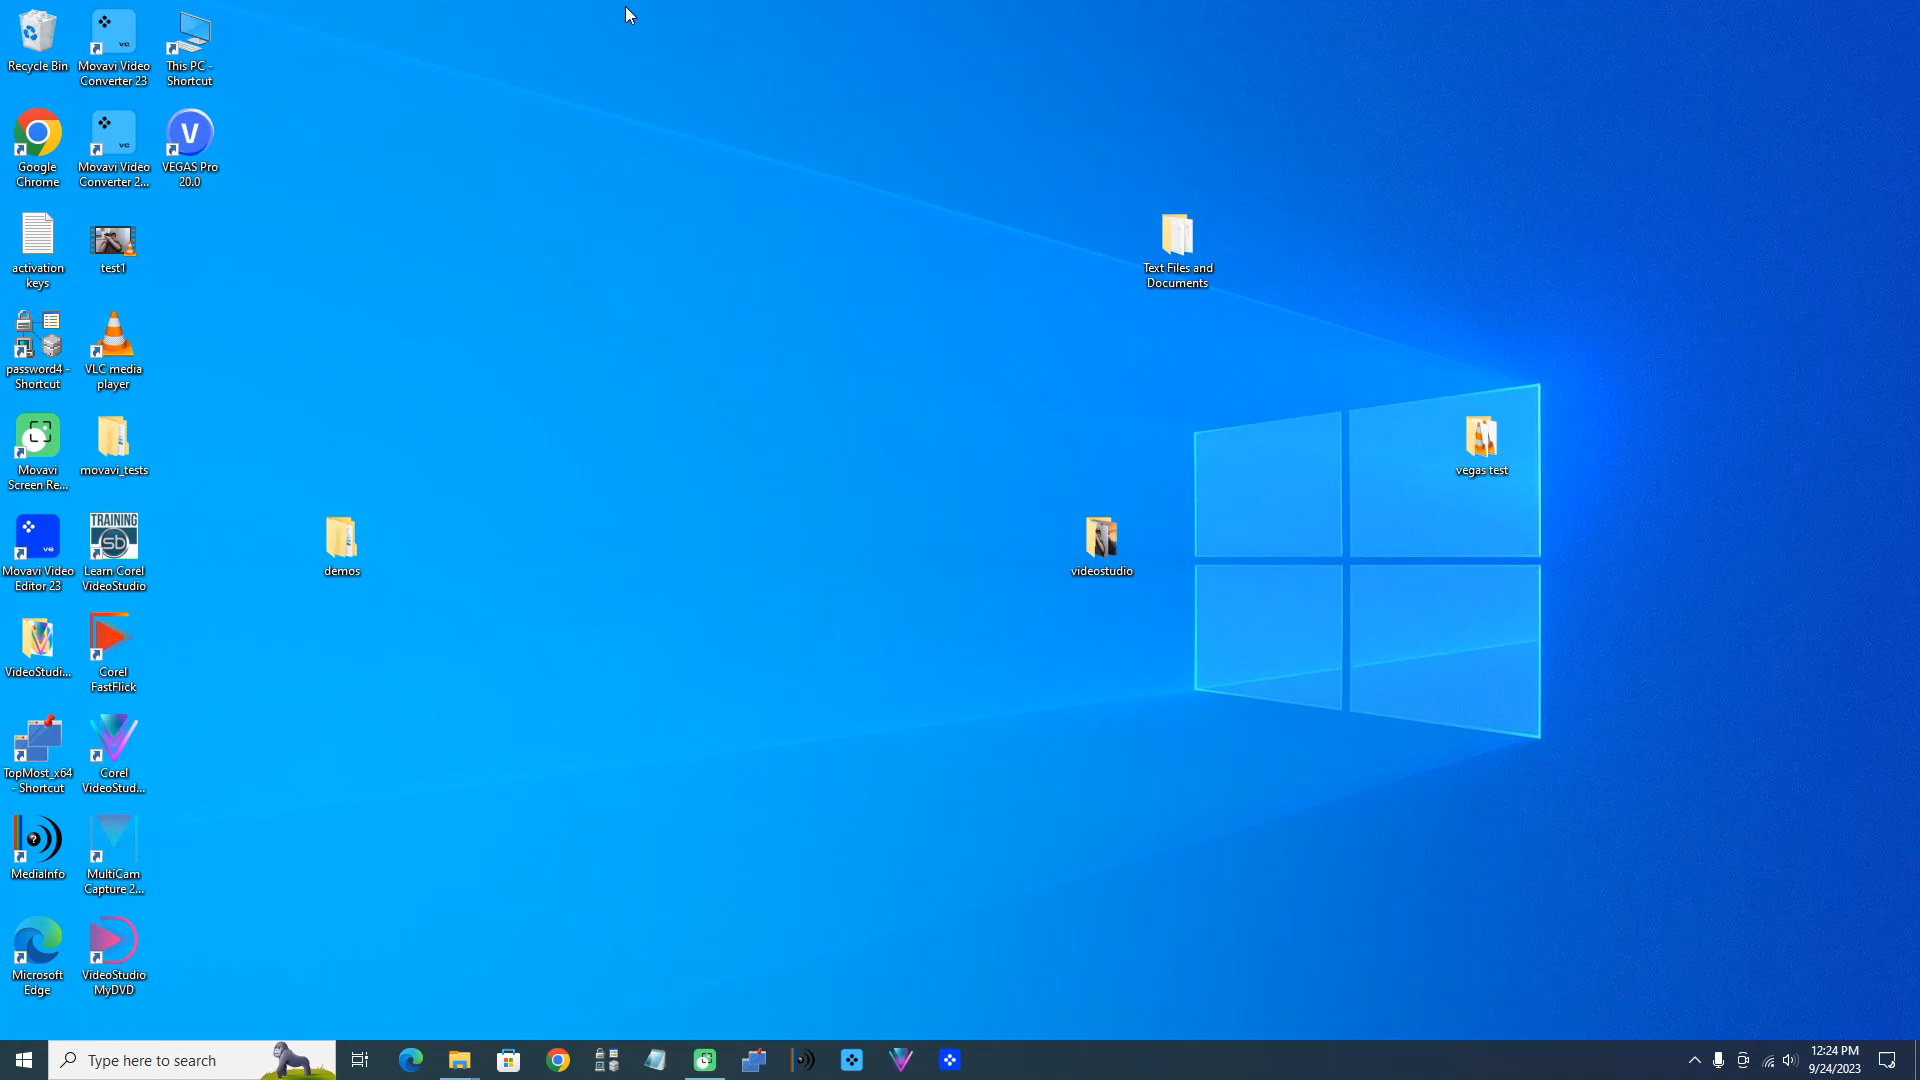 Recycle Bin
Movavi Video
Converter 23
This PC -
Shortcut
Google
Chrome
Movavi Video
Converter 2...
V
VEGAS Pro
20.0
activation
keys
test1
Text Files and
Documents
password4 -
Shortcut
VLC media
player
Movavi
Screen Re...
movavi_tests
vegas test
Movavi Video
Editor 23
TRAINING
sb
Learn Corel
VideoStudio
demos
videostudio
VideoStudi...
Corel
FastFlick
TopMost_x64
- Shortcut
Corel
VideoStud...
MediaInfo
MultiCam
Capture 2...
Microsoft
Edge
VideoStudio
MyDVD
Type here to search
12:24 PM
9/24/2023